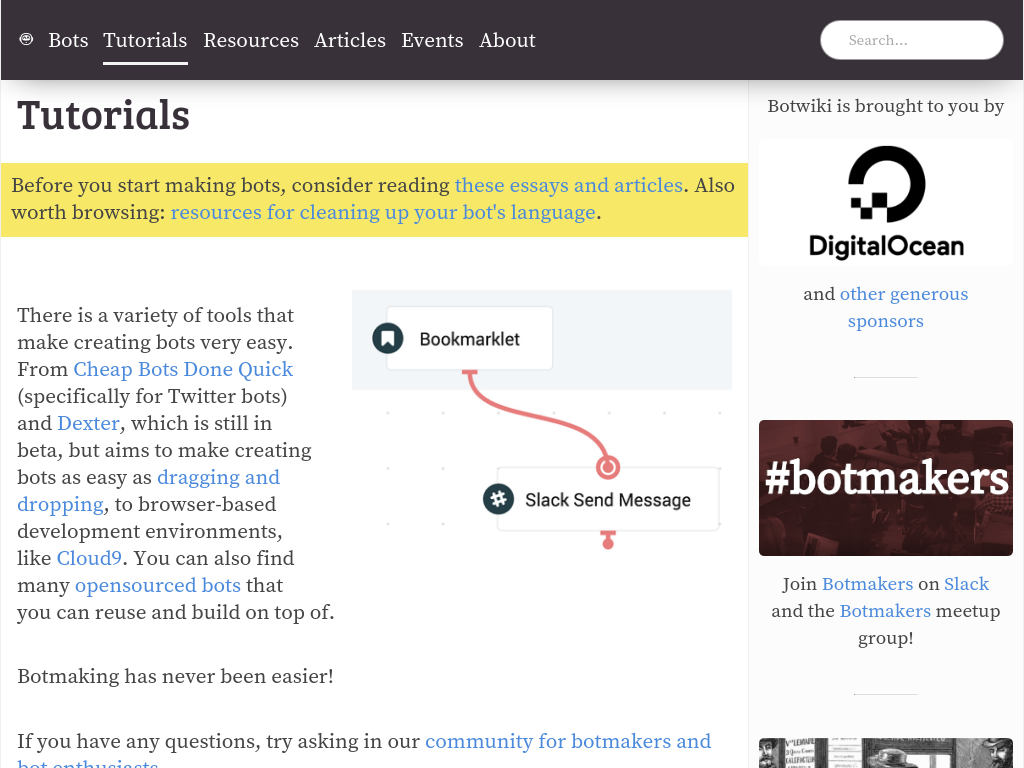 Bots Tutorials Resources Articles Events About
Search...
Tutorials
Before you start making bots, consider reading these essays and articles. Also
worth browsing: resources for cleaning up your bot's language.
There is a variety of tools that
make creating bots very easy.
From Cheap Bots Done Quick
(specifically for Twitter bots)
and Dexter, which is still in
beta, but aims to make creating
bots as easy as dragging and
dropping, to browser-based
development environments,
like Cloud9. You can also find
many opensourced bots that
you can reuse and build on top of.
Bookmarklet
Slack Send Message
Botmaking has never been easier!
If you have any questions, try asking in our community for botmakers and
bot enthusiasts.
Botwiki is brought to you by
DigitalOcean
and other generous
sponsors
#botmakers
Join Botmakers on Slack
and the Botmakers meetup
group!